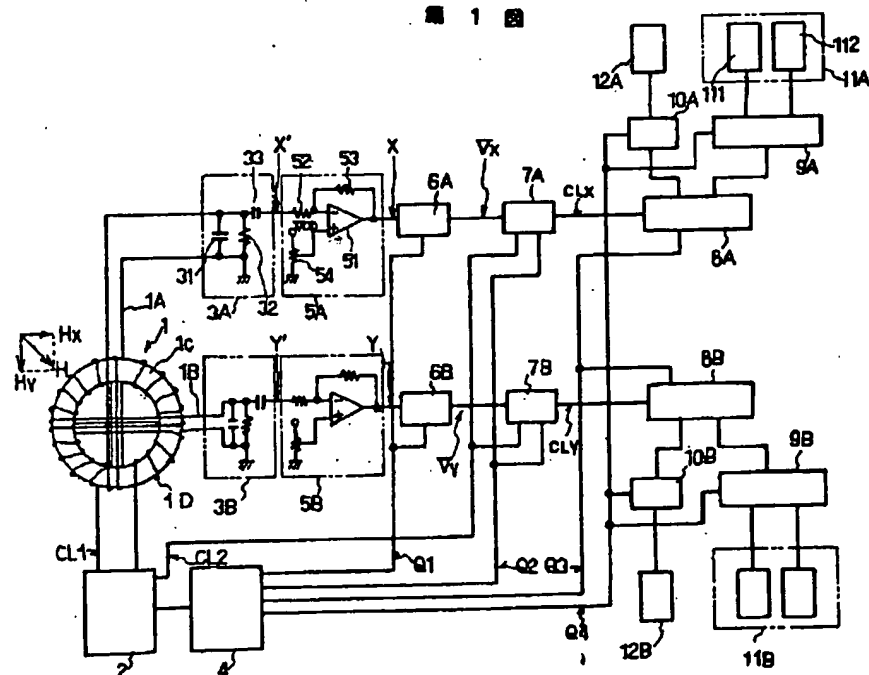 第 1 図
112
12A
111
11A
10A
X'
52
53
X
∇x
33
6A
7A
CLx
9A
51
8A
31
54
32
3A
5A
1A
Hx
1
1c
H
Hy
1B
Y'
Y
6B
7B
8B
∇y
CLY
10B
9B
1D
3B
5B
CL1
CL2
Q1
Q2
Q3
Q4
2
4
12B
11B